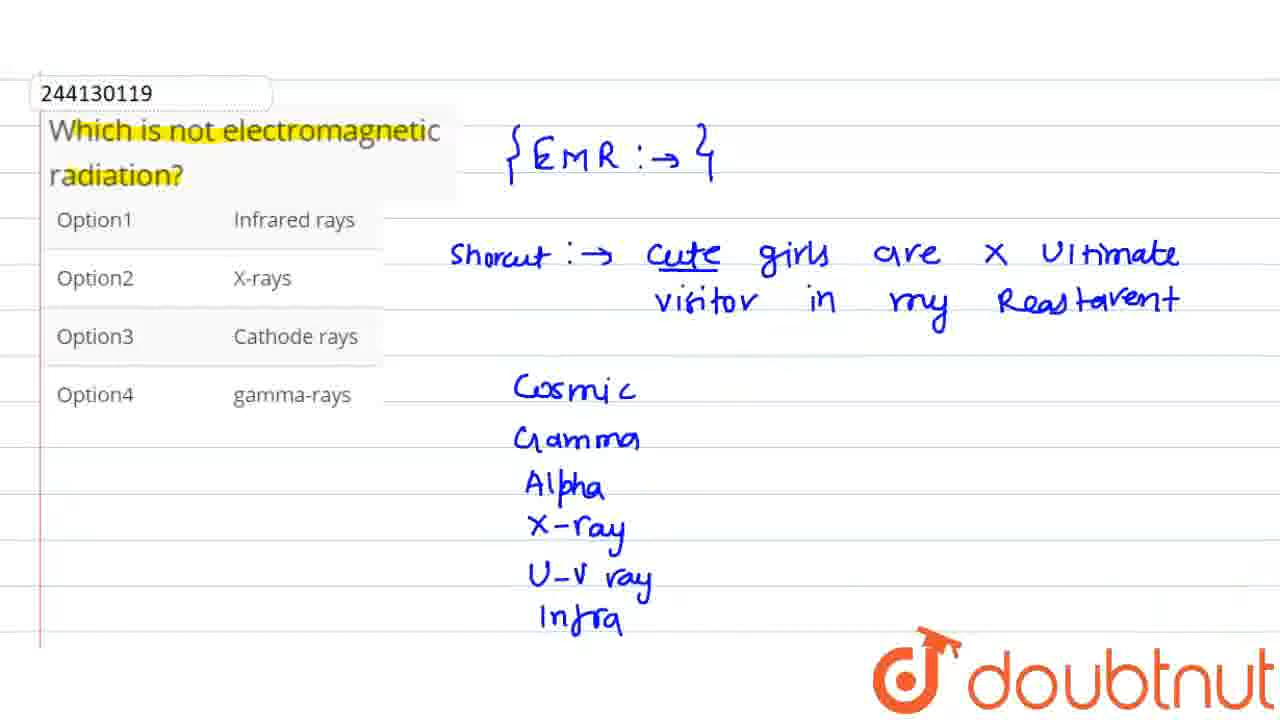 244130119
Which is not electromagnetic
radiation?
Option1 Infrared rays
Option2 X-rays
Option3 Cathode rays
Option4 gamma-rays
{EMR :→}
Shorcut :→ Cute girls are X Ultimate
visitor in my Reastarent
Cosmic
Gamma
Alpha
X-ray
U-V ray
Infra
doubtnut